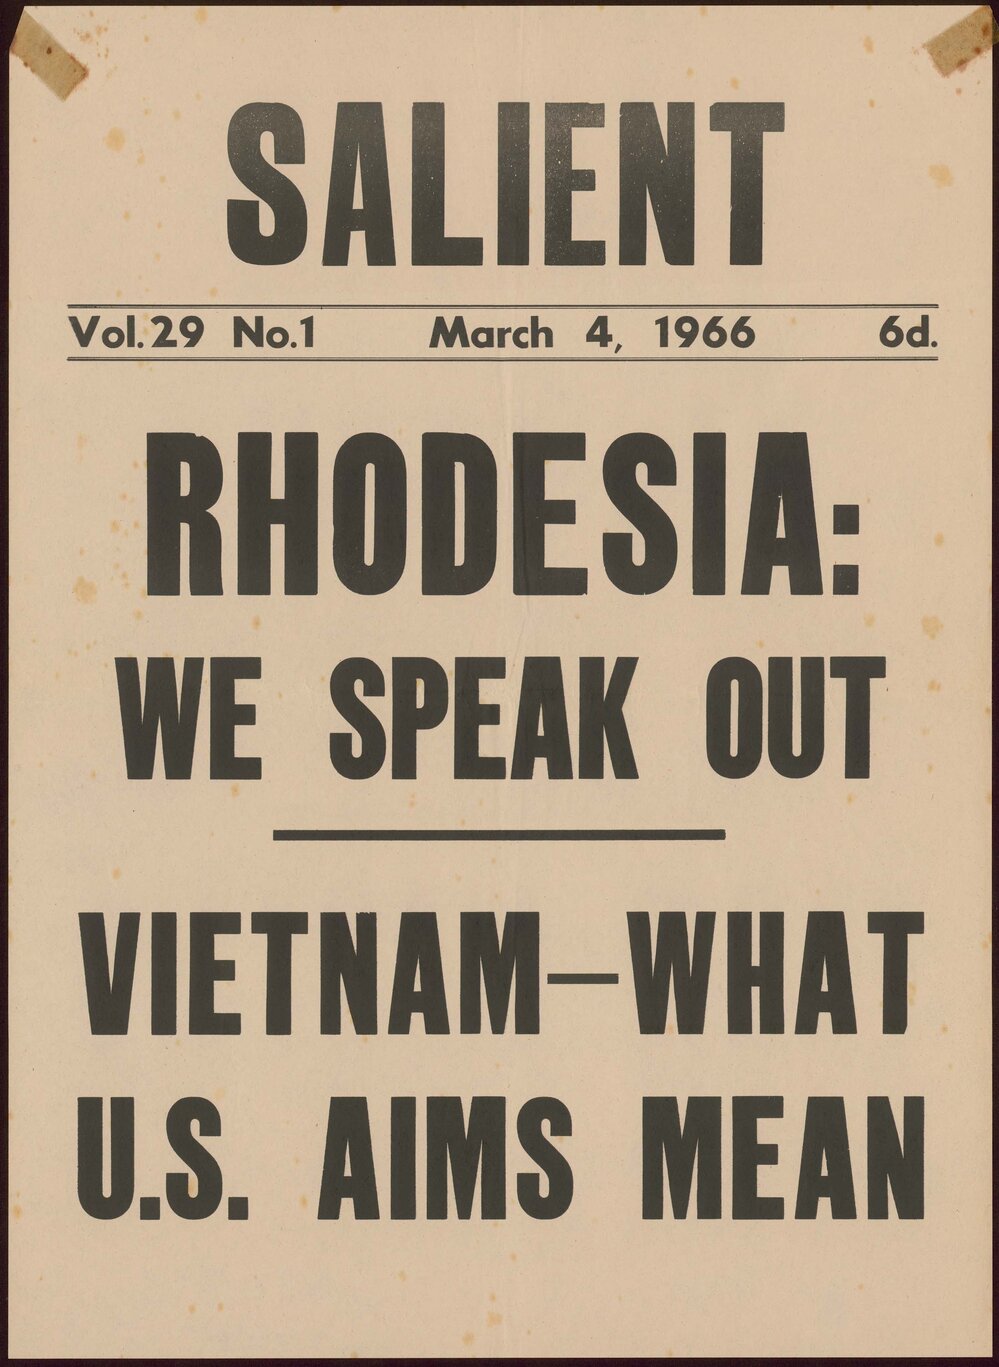 SALIENT
Vol. 29 No.1 March 4, 1966 6d.
RHODESIA:
WE SPEAK OUT
VIETNAM—WHAT
U.S. AIMS MEAN